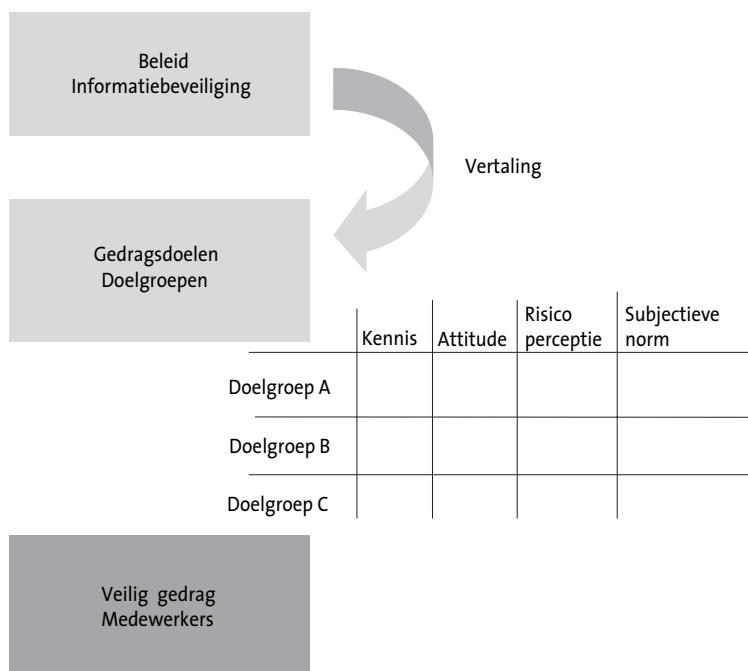 Beleid
Informatiebeveiliging
Vertaling
Gedragsdoelen
Doelgroepen
Kennis
Attitude
Risico
perceptie
Subjectieve
norm
Doelgroep A
Doelgroep B
Doelgroep C
Veilig gedrag
Medewerkers